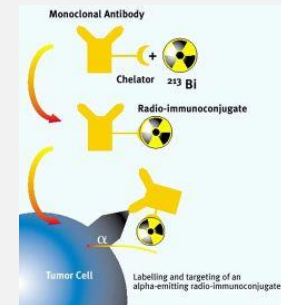 Monoclonal Antibody
+
Chelator
213 Bi
Radio-immunoconjugate
α
Tumor Cell
Labelling and targeting of an
alpha-emitting radio-immunoconjugate